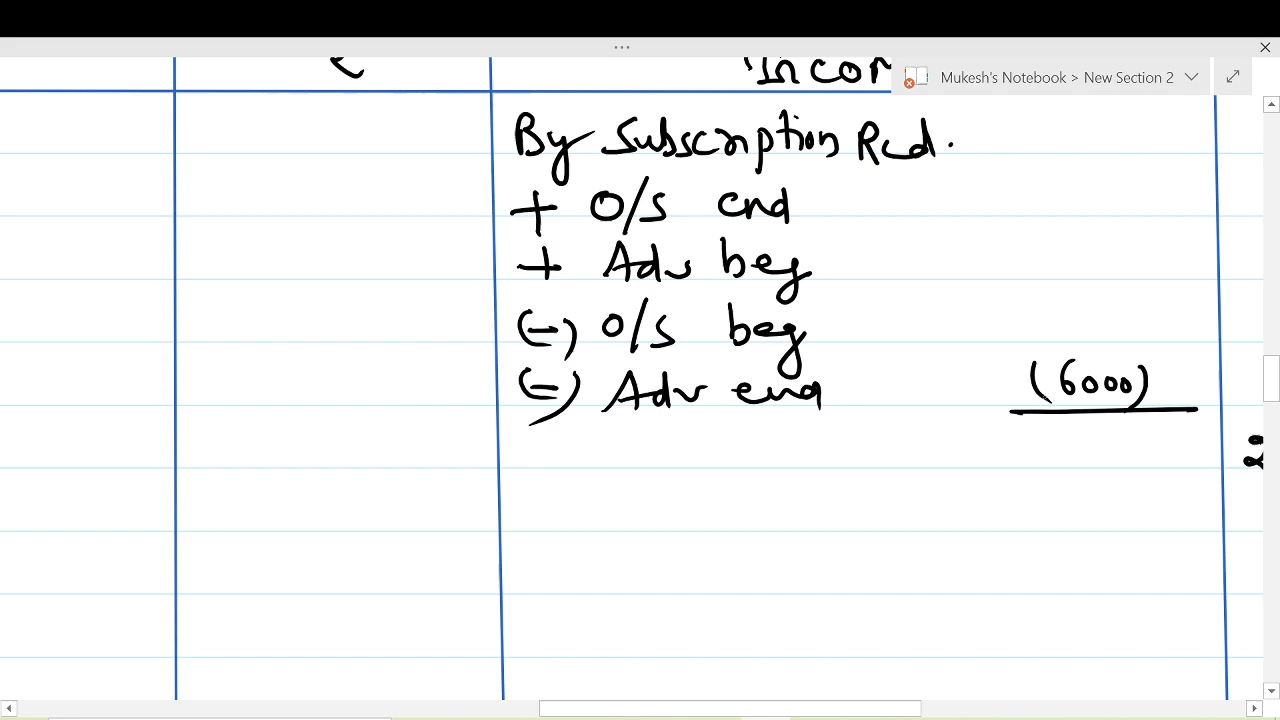 Incom
Mukesh's Notebook > New Section 2
By Subscription Rcd.
+ O/S end
+ Adv beg
(-) O/S beg
(-) Adv end (6000)